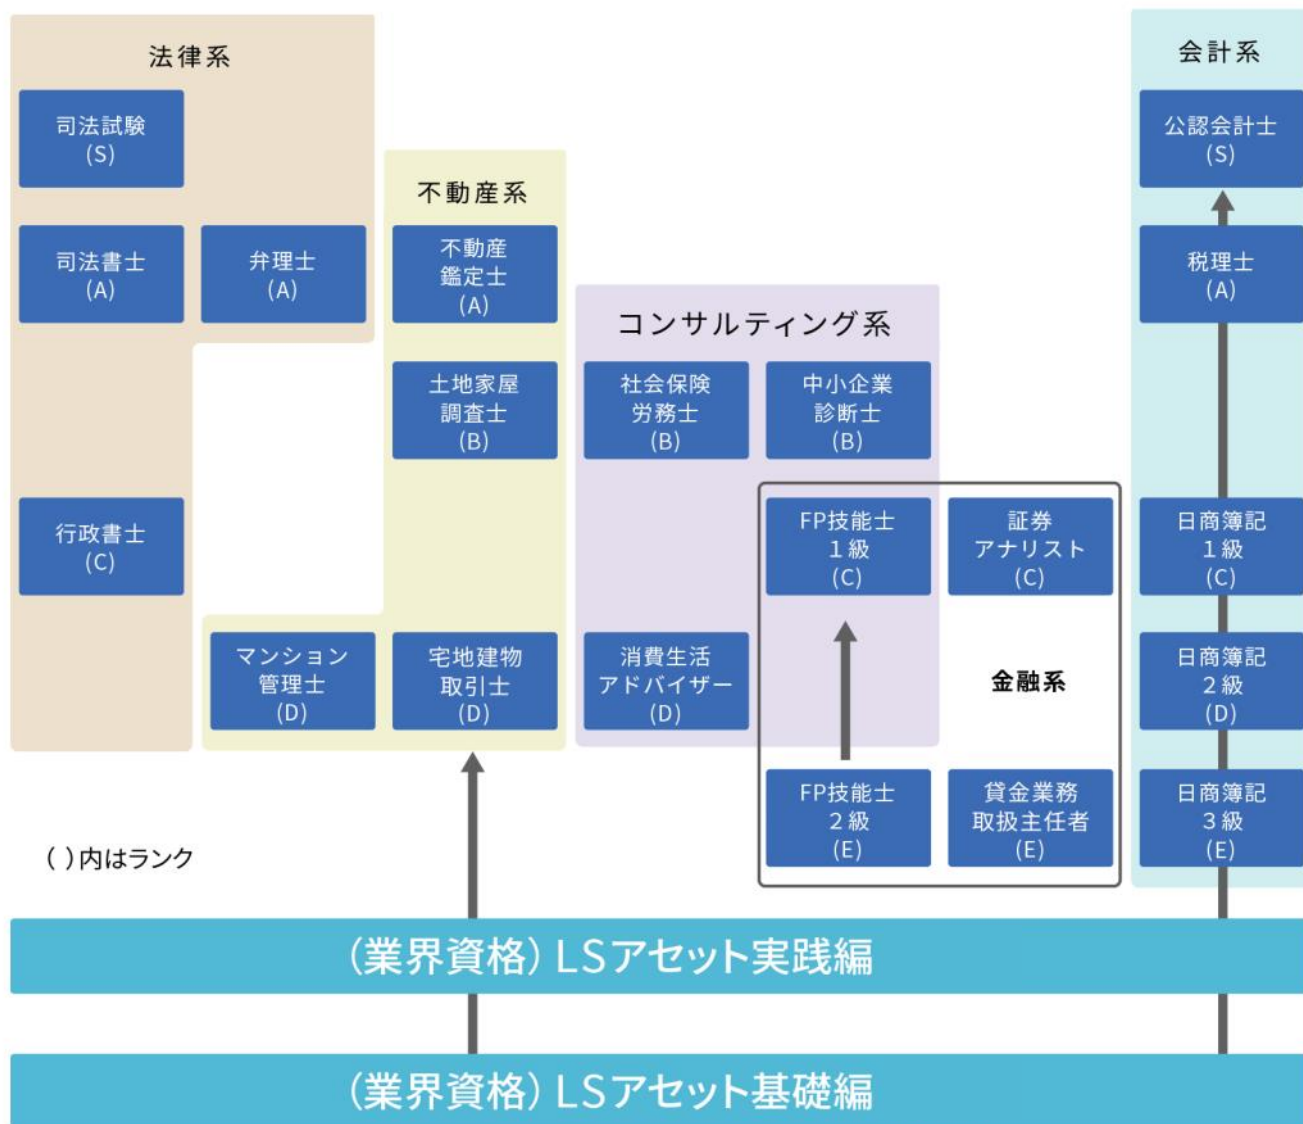 法律系
司法試験
(S)
司法書士
(A)
弁理士
(A)
行政書士
(C)
不動産系
不動産
鑑定士
(A)
土地家屋
調査士
(B)
マンション
管理士
(D)
宅地建物
取引士
(D)
コンサルティング系
社会保険
労務士
(B)
中小企業
診断士
(B)
消費生活
アドバイザー
(D)
FP技能士
1級
(C)
証券
アナリスト
(C)
金融系
FP技能士
2級
(E)
貸金業務
取扱主任者
(E)
会計系
公認会計士
(S)
税理士
(A)
日商簿記
1級
(C)
日商簿記
2級
(D)
日商簿記
3級
(E)
( )内はランク
(業界資格) LSアセット実践編
(業界資格) LSアセット基礎編